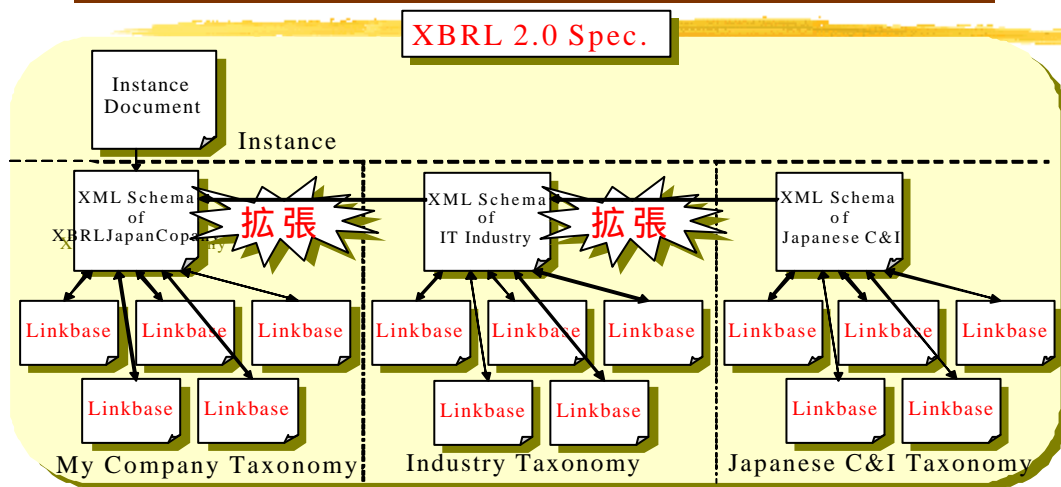 XBRL 2.0 Spec.
Instance
Document
Instance
XML Schema
of
XBRLJapanCopany
拡張
XML Schema
of
IT Industry
拡張
XML Schema
of
Japanese C&I
Linkbase
Linkbase
Linkbase
Linkbase
Linkbase
My Company Taxonomy
Linkbase
Linkbase
Linkbase
Linkbase
Linkbase
Industry Taxonomy
Linkbase
Linkbase
Linkbase
Linkbase
Linkbase
Japanese C&I Taxonomy